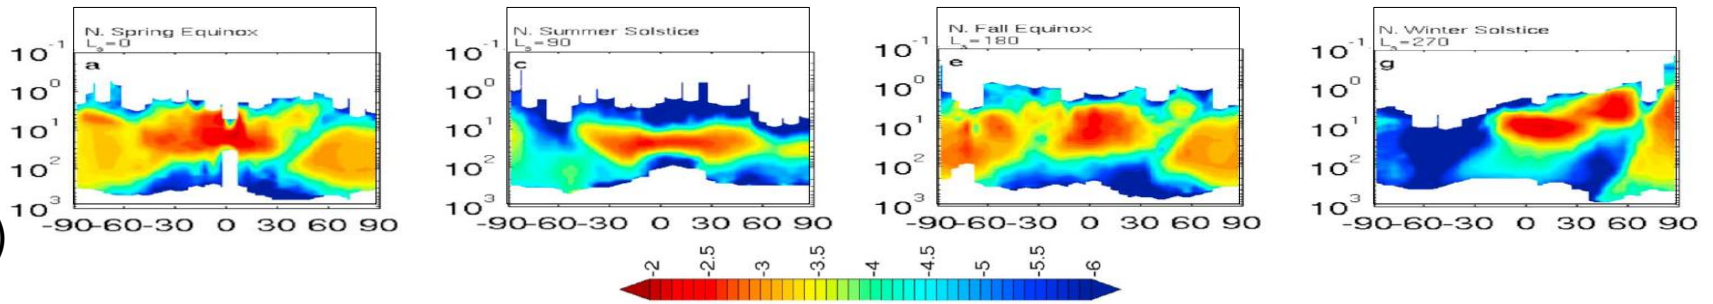 N. Spring Equinox
Lₛ=0
a
10⁻¹
10⁰
10¹
10²
10³
-90-60-30 0 30 60 90
N. Summer Solstice
Lₛ=90
c
10⁻¹
10⁰
10¹
10²
10³
-90-60-30 0 30 60 90
N. Fall Equinox
Lₛ=180
e
10⁻¹
10⁰
10¹
10²
10³
-90-60-30 0 30 60 90
N. Winter Solstice
Lₛ=270
g
10⁻¹
10⁰
10¹
10²
10³
-90-60-30 0 30 60 90
)
-2 -2.5 -3 -3.5 -4 -4.5 -5 -5.5 -6